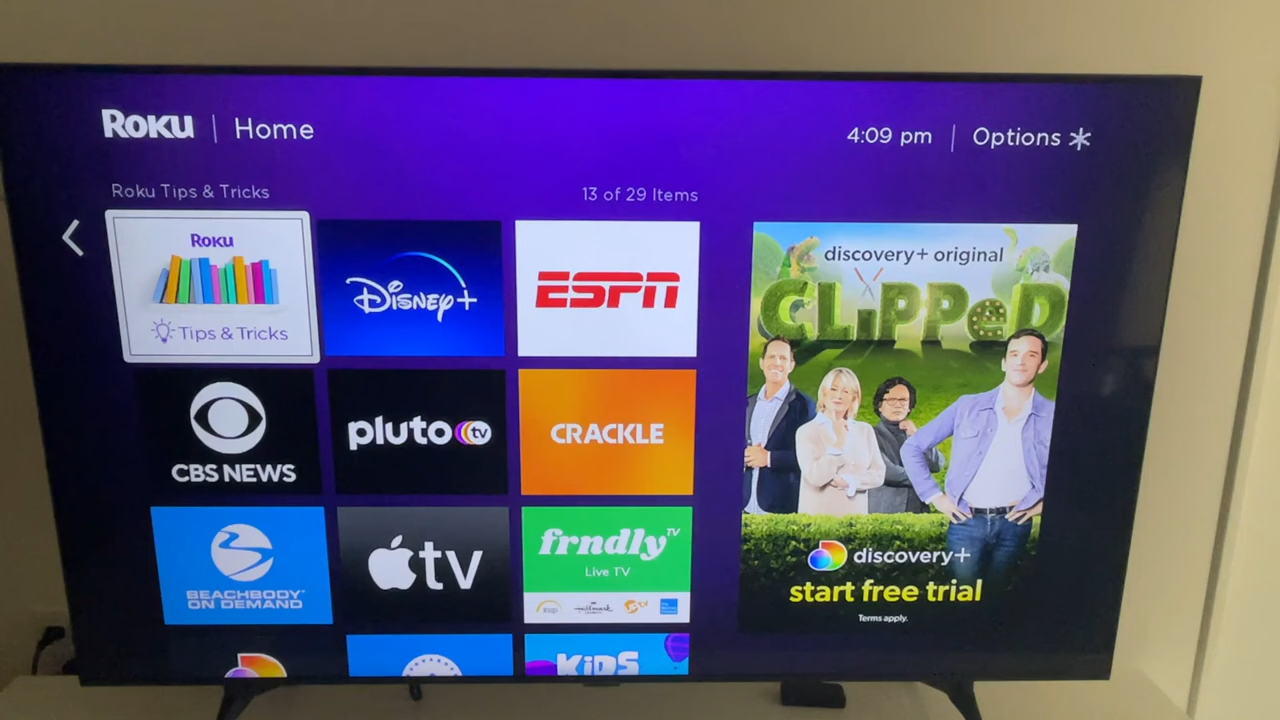 Roku | Home
4:09 pm | Options
Roku Tips & Tricks
13 of 29 Items
Roku
Tips & Tricks
Disney+
ESPN
CBS NEWS
pluto tv
CRACKLE
BEACHBODY
ON DEMAND
tv
frndly TV
Live TV
Hallmark
KiDS
discovery+ original
CLiPPeD
discovery+
start free trial
Terms apply.